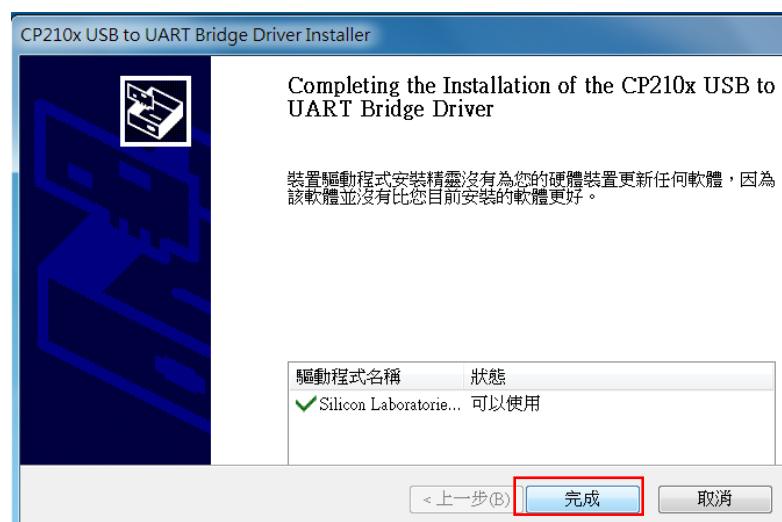 CP210x USB to UART Bridge Driver Installer
Completing the Installation of the CP210x USB to
UART Bridge Driver
裝置驅動程式安裝精靈沒有為您的硬體裝置更新任何軟體，因為
該軟體並沒有比您目前安裝的軟體更好。
驅動程式名稱 狀態
Silicon Laboratorie... 可以使用
< 上一步(B) 完成 取消